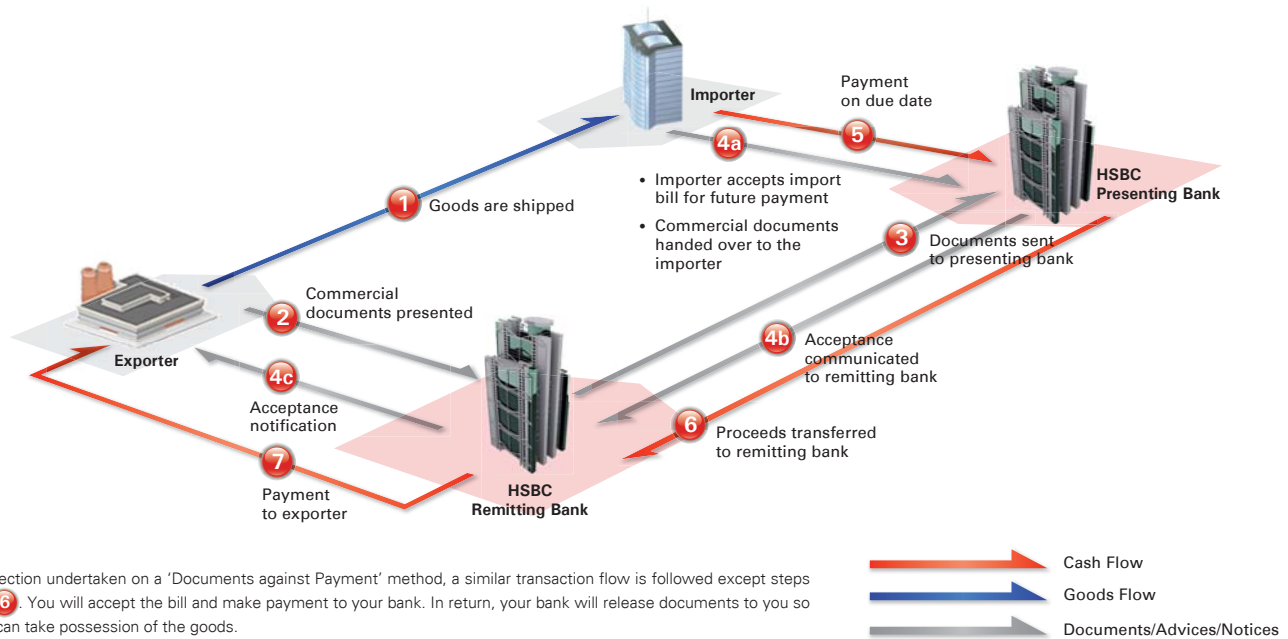 Importer
Payment
on due date
5
4a
HSBC
Presenting Bank
• Importer accepts import
bill for future payment
• Commercial documents
handed over to the
importer
1
Goods are shipped
3
Documents sent
to presenting bank
Commercial
documents presented
2
4b
Acceptance
communicated
to remitting bank
Exporter
4c
Acceptance
notification
6
Proceeds transferred
to remitting bank
7
Payment
to exporter
HSBC
Remitting Bank
ection undertaken on a ‘Documents against Payment’ method, a similar transaction flow is followed except steps
6. You will accept the bill and make payment to your bank. In return, your bank will release documents to you so
can take possession of the goods.
Cash Flow
Goods Flow
Documents/Advices/Notices